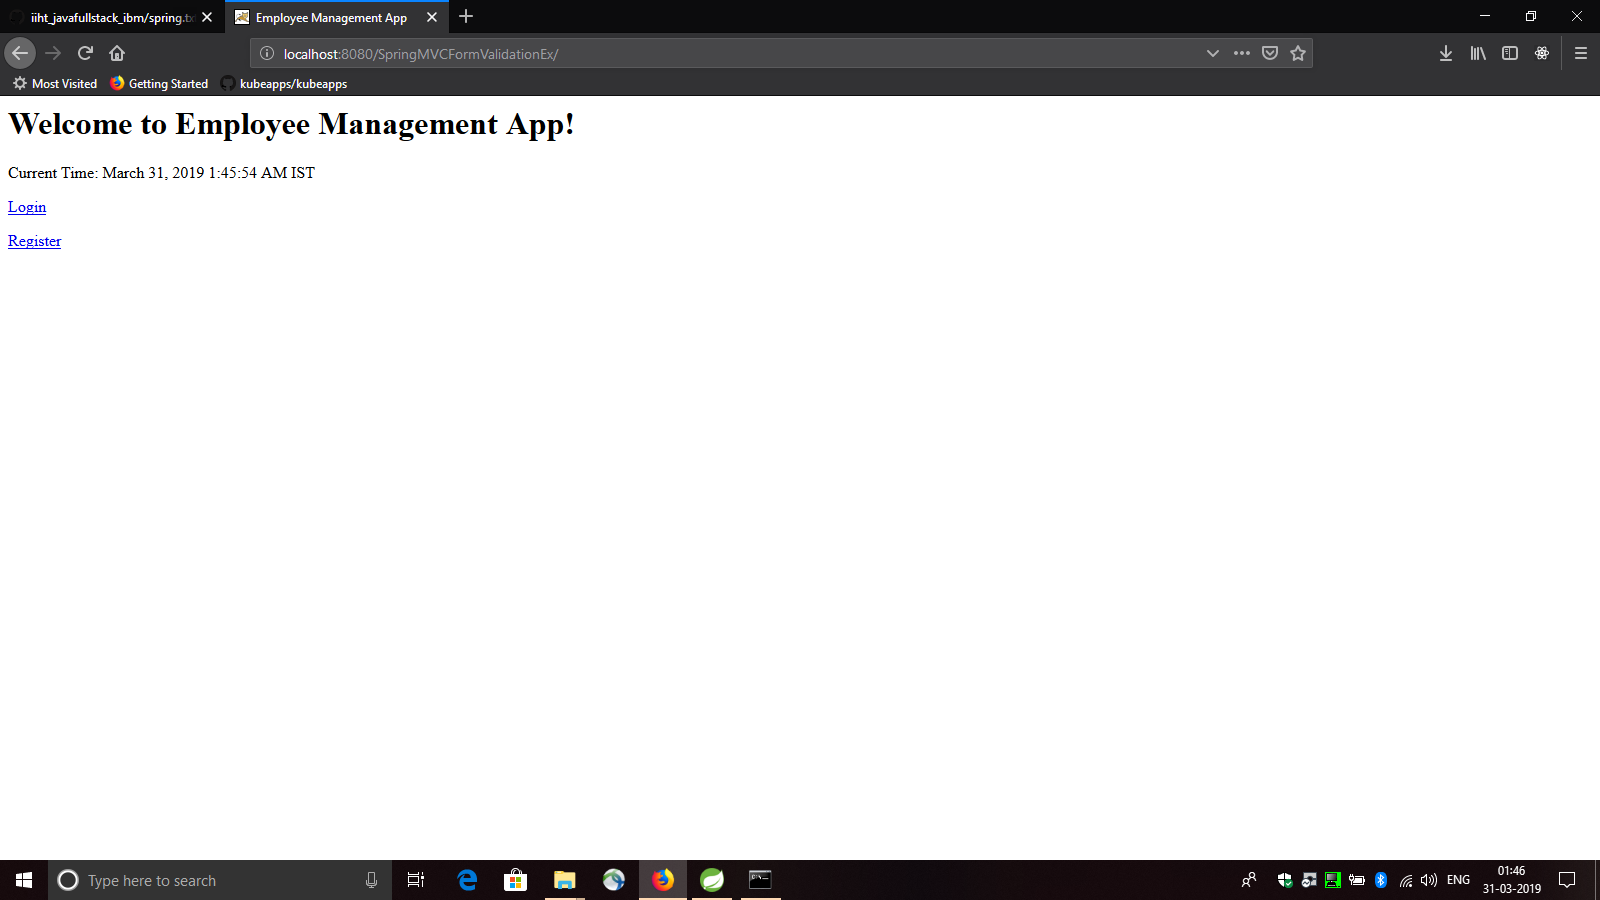 iiht_javafullstack_ibm/spring.tx
Employee Management App
localhost:8080/SpringMVCFormValidationEx/
Most Visited
Getting Started
kubeapps/kubeapps
Welcome to Employee Management App!
Current Time: March 31, 2019 1:45:54 AM IST
Login
Register
Type here to search
ENG
01:46
31-03-2019